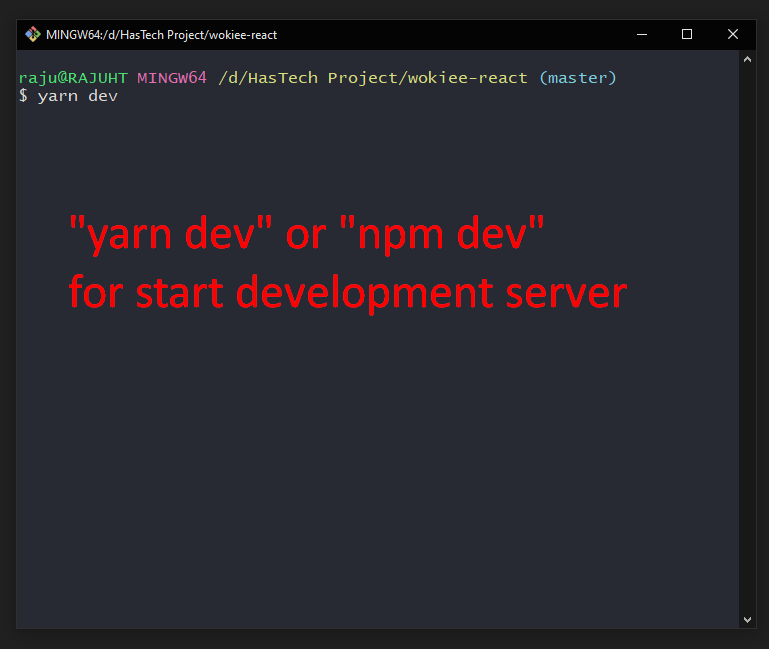 MINGW64:/d/HasTech Project/wokiee-react
raju@RAJUHT MINGW64 /d/HasTech Project/wokiee-react (master)
$ yarn dev
"yarn dev" or "npm dev"
for start development server